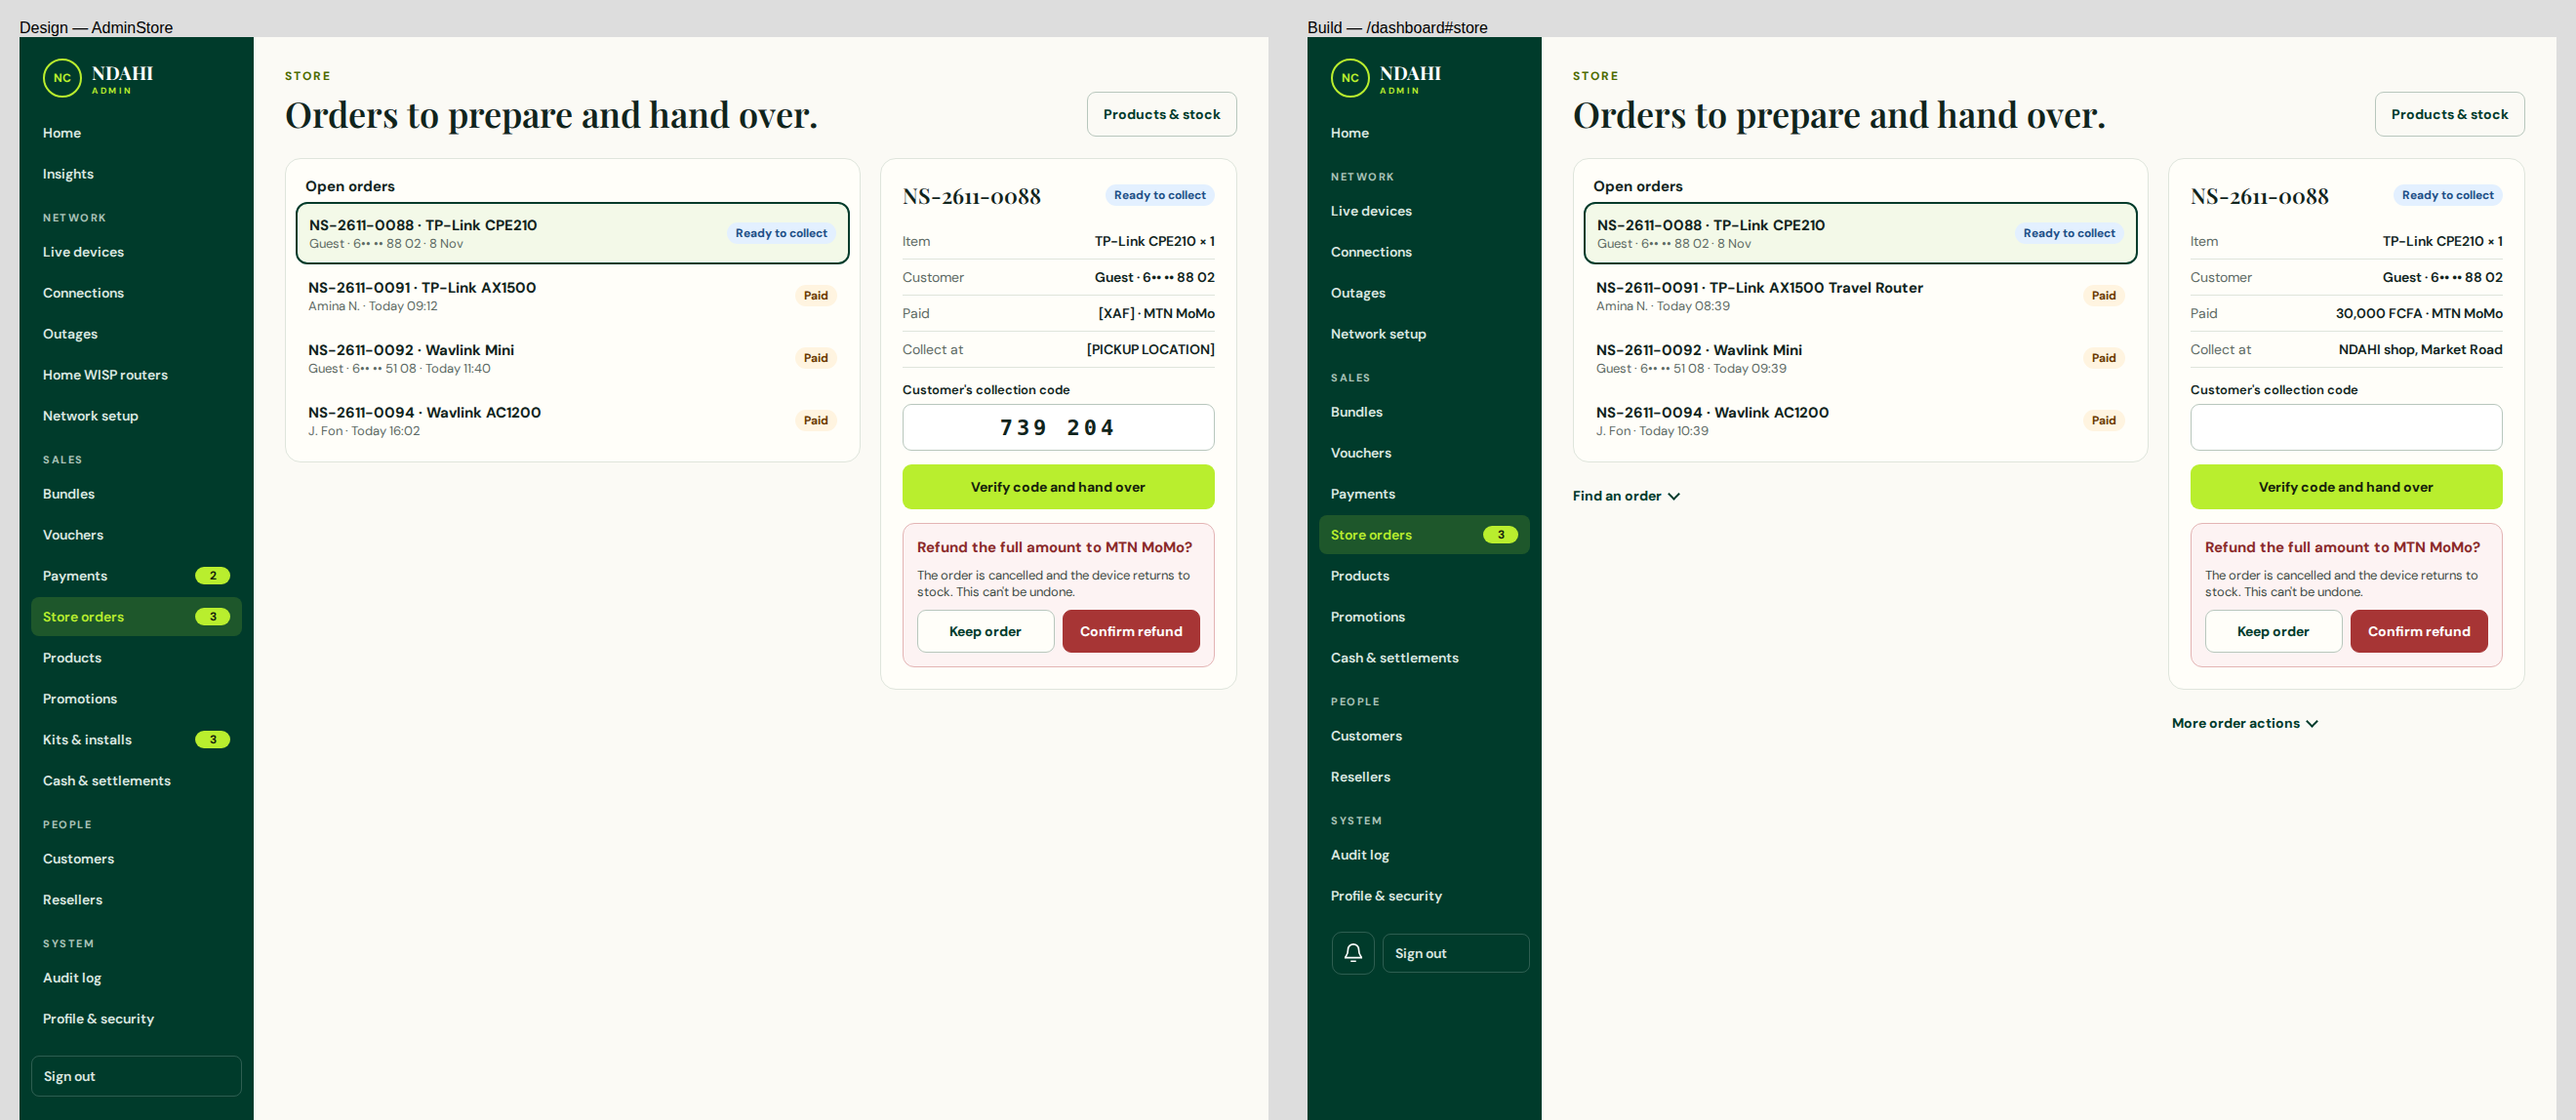 Design — AdminStore
NC
NDAHI
ADMIN
Home
Insights
NETWORK
Live devices
Connections
Outages
Home WISP routers
Network setup
SALES
Bundles
Vouchers
Payments 2
Store orders 3
Products
Promotions
Kits & installs 3
Cash & settlements
PEOPLE
Customers
Resellers
SYSTEM
Audit log
Profile & security
Sign out
STORE
Orders to prepare and hand over.
Products & stock
Open orders
NS-2611-0088 · TP-Link CPE210
Guest · 6•• •• 88 02 · 8 Nov
Ready to collect
NS-2611-0091 · TP-Link AX1500
Amina N. · Today 09:12
Paid
NS-2611-0092 · Wavlink Mini
Guest · 6•• •• 51 08 · Today 11:40
Paid
NS-2611-0094 · Wavlink AC1200
J. Fon · Today 16:02
Paid
NS-2611-0088 Ready to collect
Item TP-Link CPE210 × 1
Customer Guest · 6•• •• 88 02
Paid [XAF] · MTN MoMo
Collect at [PICKUP LOCATION]
Customer's collection code
739 204
Verify code and hand over
Refund the full amount to MTN MoMo?
The order is cancelled and the device returns to
stock. This can't be undone.
Keep order Confirm refund
Build — /dashboard#store
NC
NDAHI
ADMIN
Home
NETWORK
Live devices
Connections
Outages
Network setup
SALES
Bundles
Vouchers
Payments
Store orders 3
Products
Promotions
Cash & settlements
PEOPLE
Customers
Resellers
SYSTEM
Audit log
Profile & security
Sign out
STORE
Orders to prepare and hand over.
Products & stock
Open orders
NS-2611-0088 · TP-Link CPE210
Guest · 6•• •• 88 02 · 8 Nov
Ready to collect
NS-2611-0091 · TP-Link AX1500 Travel Router
Amina N. · Today 08:39
Paid
NS-2611-0092 · Wavlink Mini
Guest · 6•• •• 51 08 · Today 09:39
Paid
NS-2611-0094 · Wavlink AC1200
J. Fon · Today 10:39
Paid
Find an order
NS-2611-0088 Ready to collect
Item TP-Link CPE210 × 1
Customer Guest · 6•• •• 88 02
Paid 30,000 FCFA · MTN MoMo
Collect at NDAHI shop, Market Road
Customer's collection code
Verify code and hand over
Refund the full amount to MTN MoMo?
The order is cancelled and the device returns to
stock. This can't be undone.
Keep order Confirm refund
More order actions